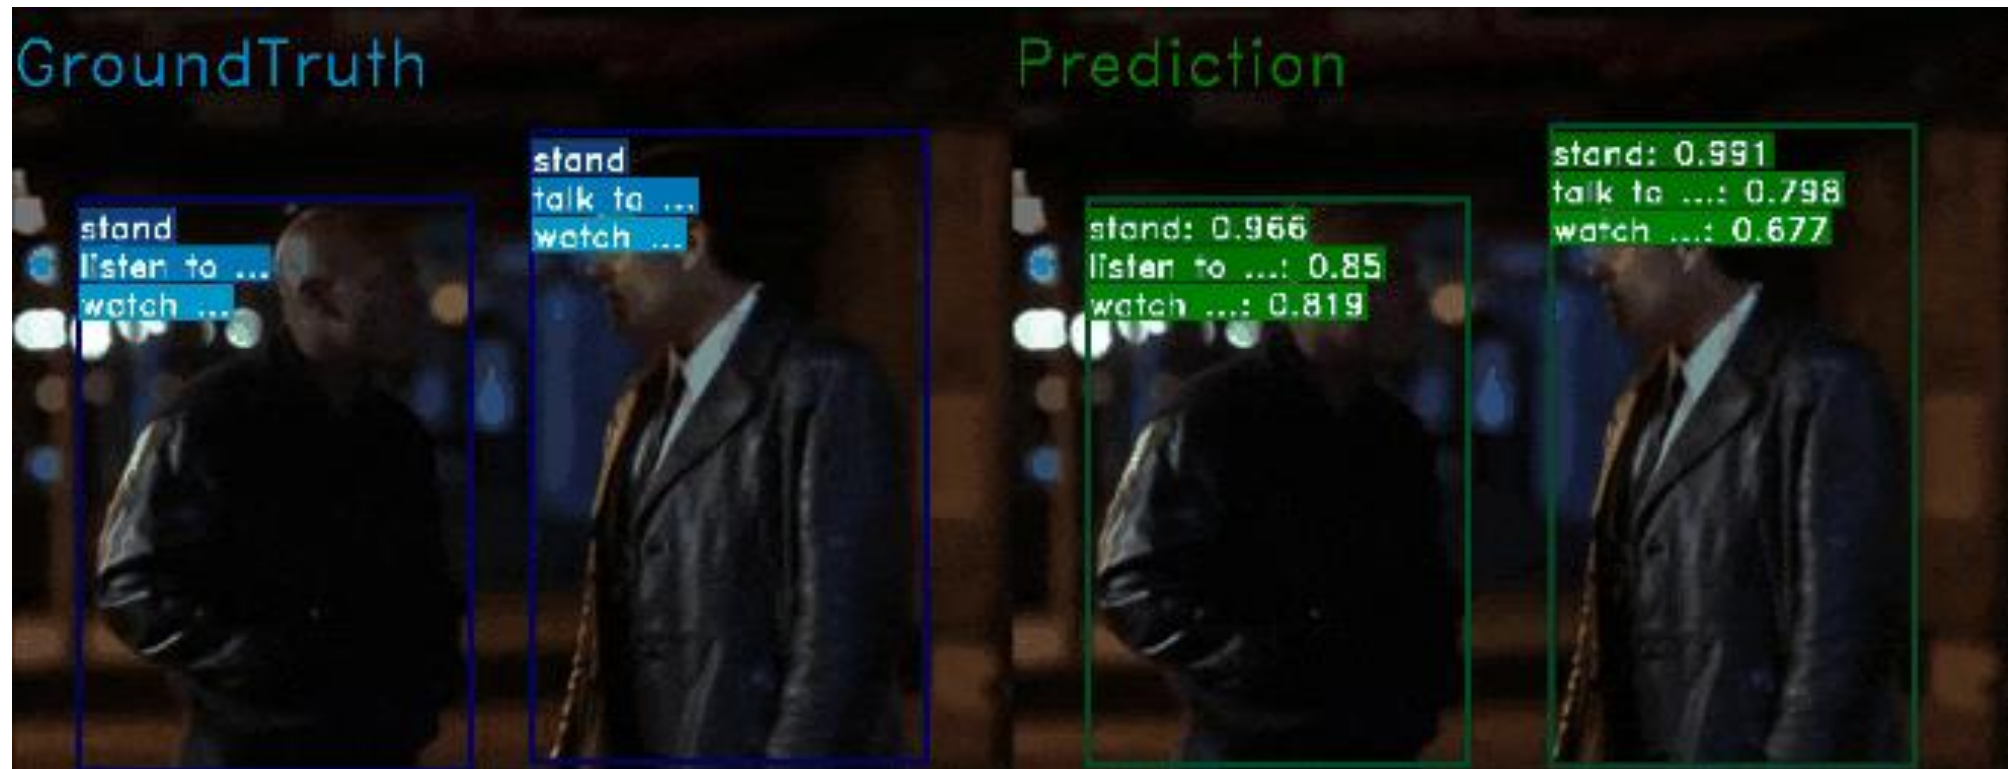 GroundTruth
stand
listen to ...
watch ...
stand
talk to ...
watch ...
Prediction
stand: 0.966
listen to ...: 0.85
watch ...: 0.819
stand: 0.991
talk to ...: 0.798
watch ...: 0.677